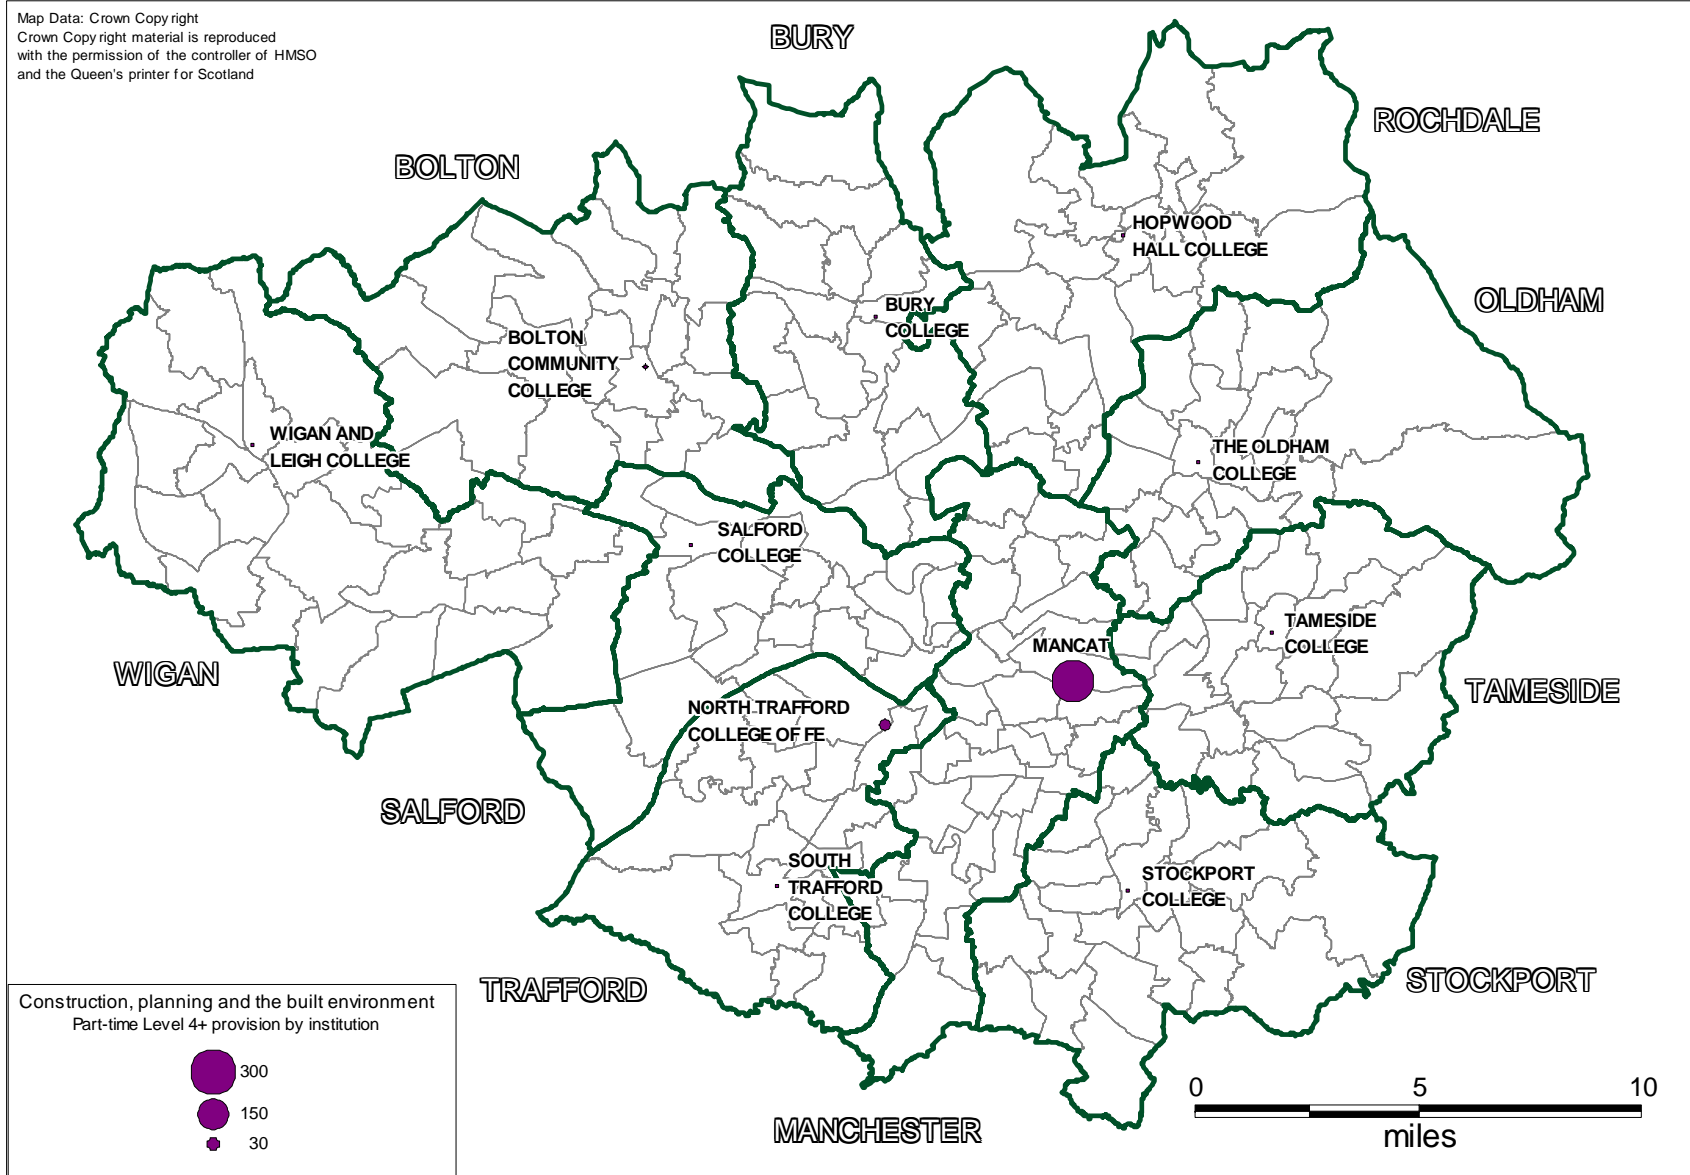 Map Data: Crown Copyright
Crown Copyright material is reproduced
with the permission of the controller of HMSO
and the Queen's printer for Scotland
BURY
ROCHDALE
BOLTON
HOPWOOD
HALL COLLEGE
OLDHAM
BURY
COLLEGE
BOLTON
COMMUNITY
COLLEGE
WIGAN AND
LEIGH COLLEGE
THE OLDHAM
COLLEGE
SALFORD
COLLEGE
TAMESIDE
COLLEGE
MANCAT
WIGAN
TAMESIDE
NORTH TRAFFORD
COLLEGE OF FE
SALFORD
SOUTH
TRAFFORD
COLLEGE
STOCKPORT
COLLEGE
TRAFFORD
STOCKPORT
MANCHESTER
Construction, planning and the built environment
Part-time Level 4+ provision by institution
300
150
30
0 5 10
miles